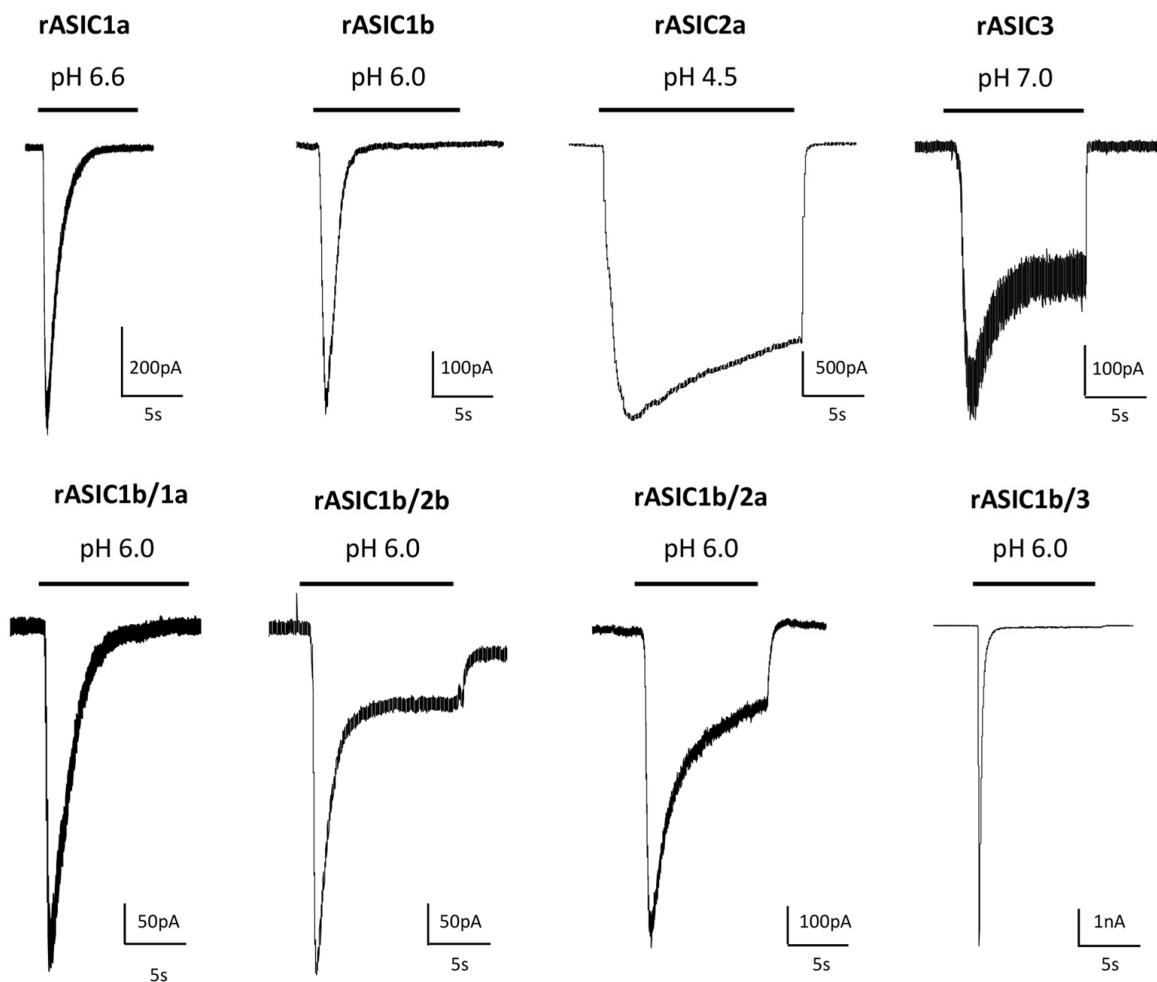 rASIC1a
pH 6.6
200pA
5s
rASIC1b
pH 6.0
100pA
5s
rASIC2a
pH 4.5
500pA
5s
rASIC3
pH 7.0
100pA
5s
rASIC1b/1a
pH 6.0
50pA
5s
rASIC1b/2b
pH 6.0
50pA
5s
rASIC1b/2a
pH 6.0
100pA
5s
rASIC1b/3
pH 6.0
1nA
5s